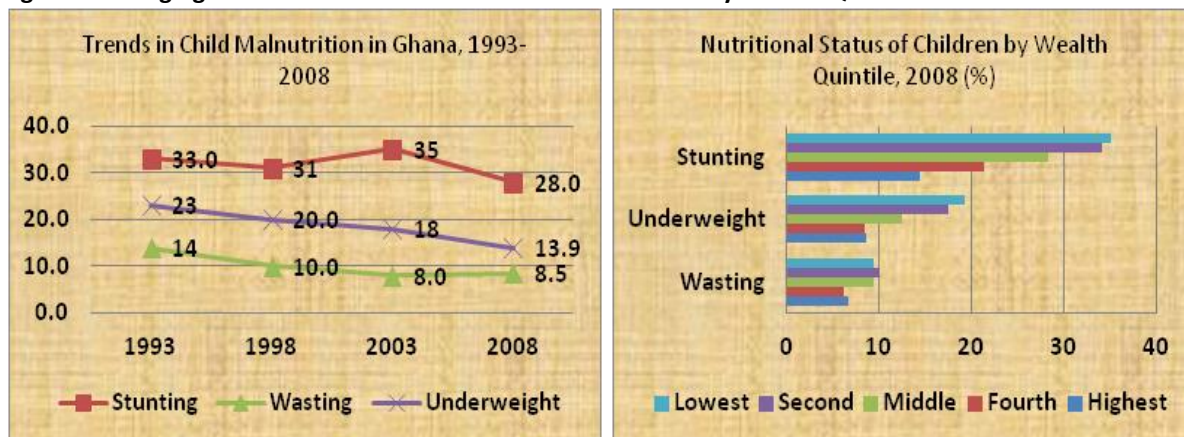 Trends in Child Malnutrition in Ghana, 1993-
2008
40.0
30.0
20.0
10.0
0.0
33.0
31
35
28.0
23
20.0
18
13.9
14
10.0
8.0
8.5
1993 1998 2003 2008
Stunting Wasting Underweight
Nutritional Status of Children by Wealth
Quintile, 2008 (%)
Stunting
Underweight
Wasting
0 10 20 30 40
Lowest Second Middle Fourth Highest